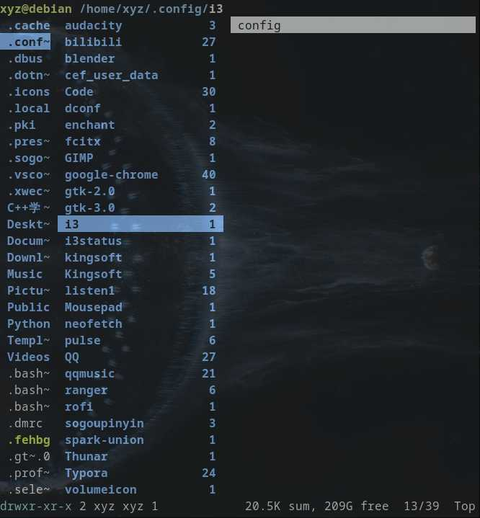 xyz@debian /home/xyz/.config/i3
.cache audacity 3 config
.conf~ bilibili 27
.dbus blender 1
.dotn~ cef_user_data 1
.icons Code 30
.local dconf 1
.pki enchant 2
.pres~ fcitx 8
.sogo~ GIMP 1
.vsco~ google-chrome 40
.xwec~ gtk-2.0 1
C++学~ gtk-3.0 2
Deskt~ i3 1
Docum~ i3status 1
Downl~ kingsoft 1
Music Kingsoft 5
Pictu~ listen1 18
Public Mousepad 1
Python neofetch 1
Templ~ pulse 6
Videos QQ 27
.bash~ qqmusic 21
.bash~ ranger 6
.bash~ rofi 1
.dmrc sogoupinyin 3
.fehbg spark-union 1
.gt~.0 Thunar 1
.prof~ Typora 24
.sele~ volumeicon 1
drwxr-xr-x 2 xyz xyz 1 20.5K sum, 209G free 13/39 Top